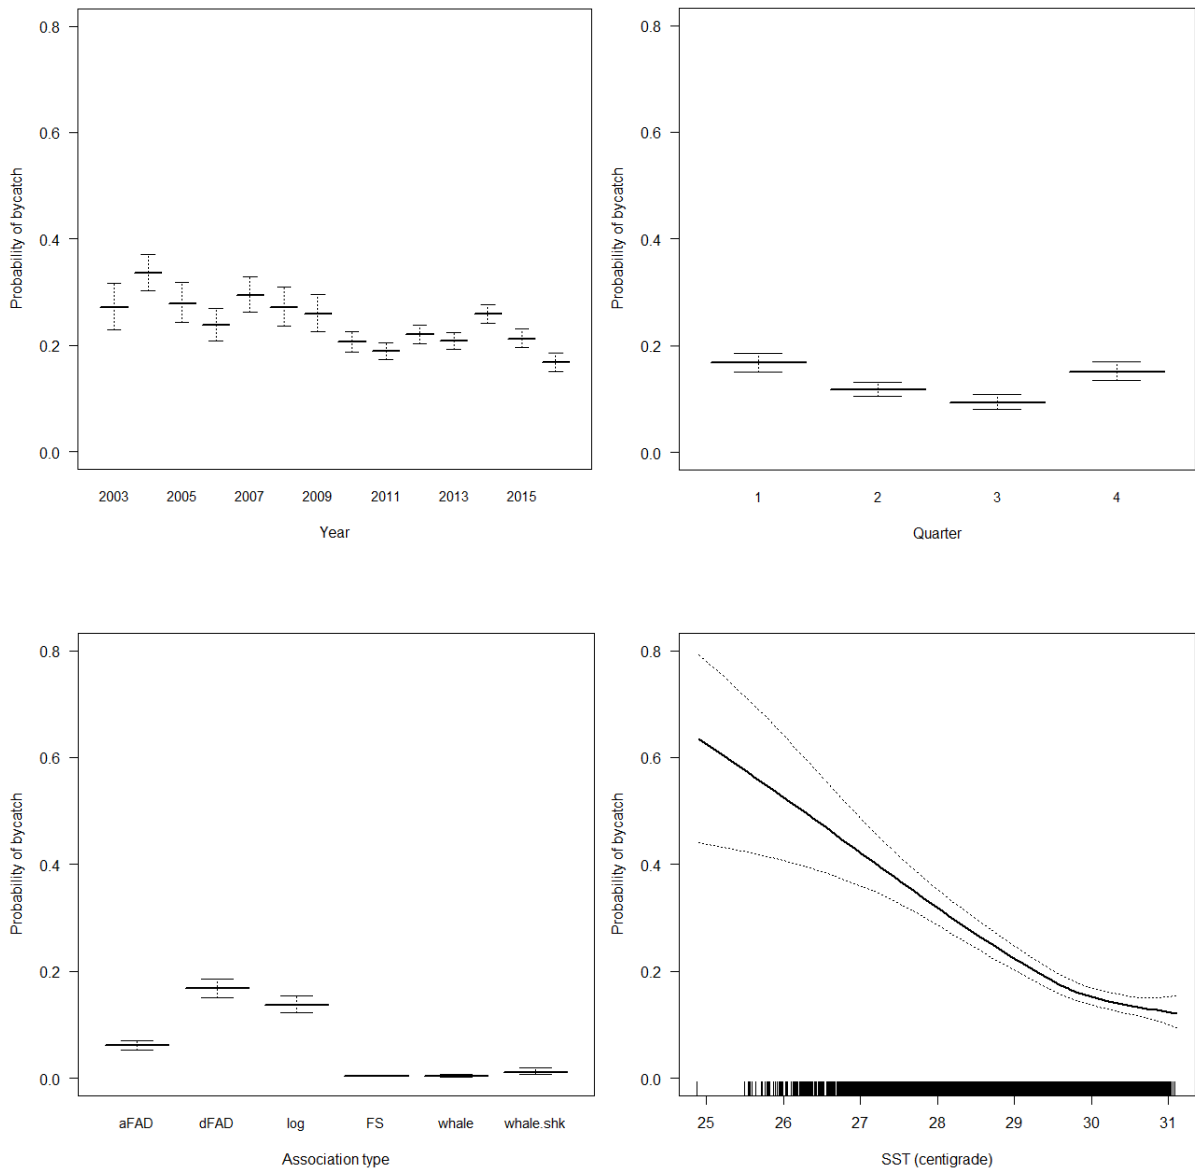 0.8
0.6
0.4
0.2
0.0
Probability of bycatch
2003 2005 2007 2009 2011 2013 2015
Year
0.8
0.6
0.4
0.2
0.0
Probability of bycatch
1 2 3 4
Quarter
0.8
0.6
0.4
0.2
0.0
Probability of bycatch
aFAD dFAD log FS whale whale.shk
Association type
0.8
0.6
0.4
0.2
0.0
Probability of bycatch
25 26 27 28 29 30 31
SST (centigrade)